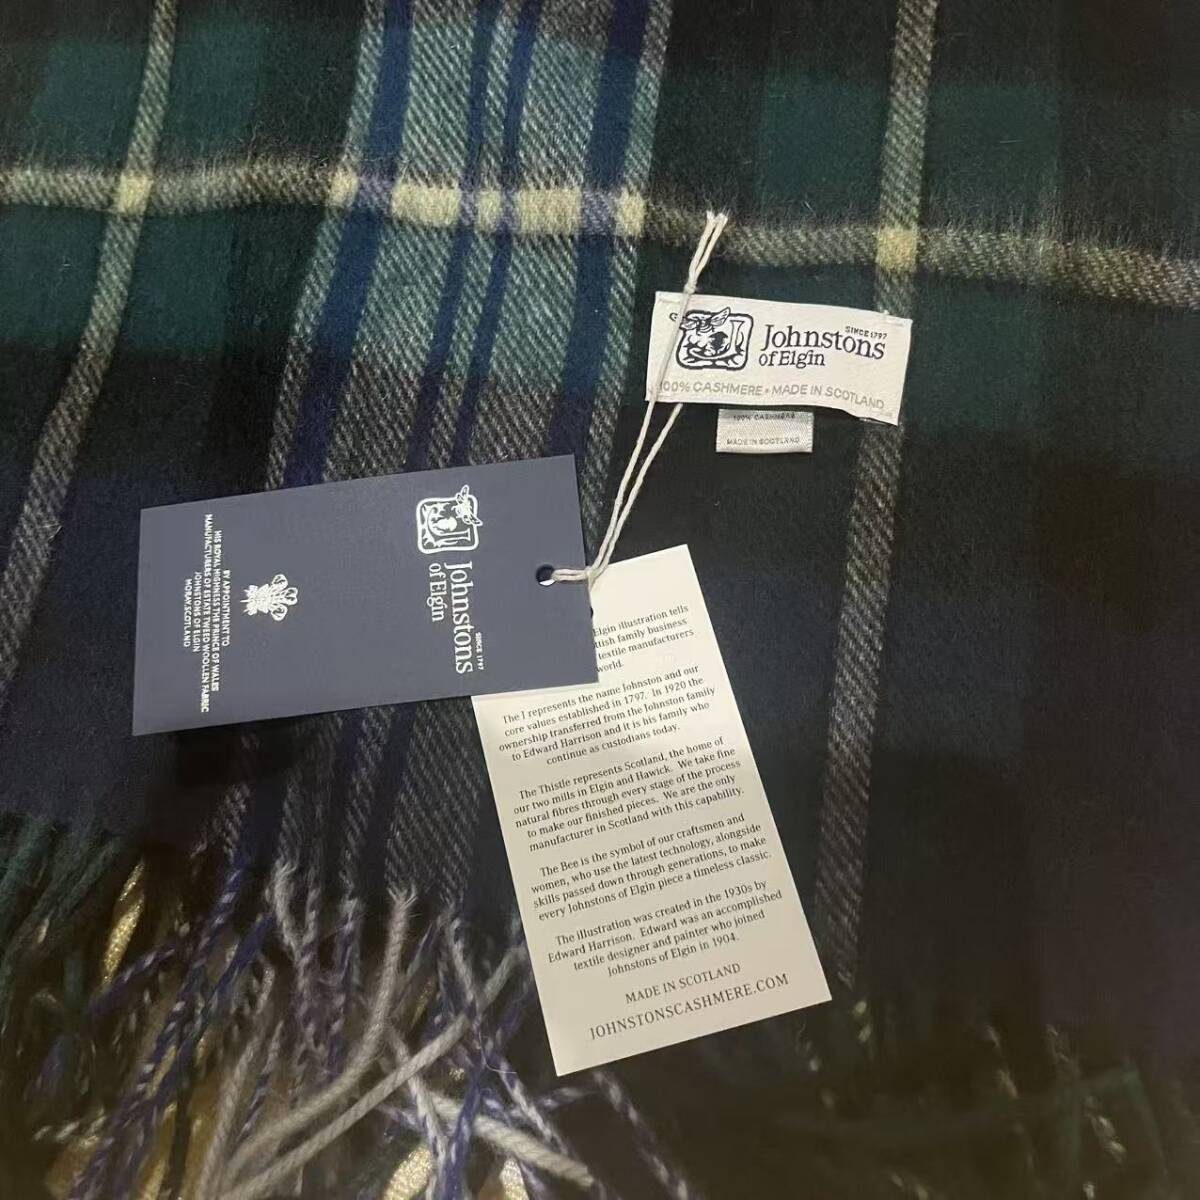 SINCE 1797
Johnstons
of Elgin
100% CASHMERE • MADE IN SCOTLAND
100% CASHMERE
MADE IN SCOTLAND
Johnstons
of Elgin
SINCE 1797
BY APPOINTMENT TO
HIS ROYAL HIGHNESS THE PRINCE OF WALES
MANUFACTURERS OF ESTATE TWEED WOOLLEN FABRIC
JOHNSTONS OF ELGIN
MORAY, SCOTLAND
Elgin illustration tells
ttish family business
textile manufacturers
world.
The J represents the name Johnston and our
core values established in 1797. In 1920 the
ownership transferred from the Johnston family
to Edward Harrison and it is his family who
continue as custodians today.
The Thistle represents Scotland, the home of
our two mills in Elgin and Hawick. We take fine
natural fibres through every stage of the process
to make our finished pieces. We are the only
manufacturer in Scotland with this capability.
The Bee is the symbol of our craftsmen and
women, who use the latest technology, alongside
skills passed down through generations, to make
every Johnstons of Elgin piece a timeless classic.
The illustration was created in the 1930s by
Edward Harrison. Edward was an accomplished
textile designer and painter who joined
Johnstons of Elgin in 1904.
MADE IN SCOTLAND
JOHNSTONSCASHMERE.COM